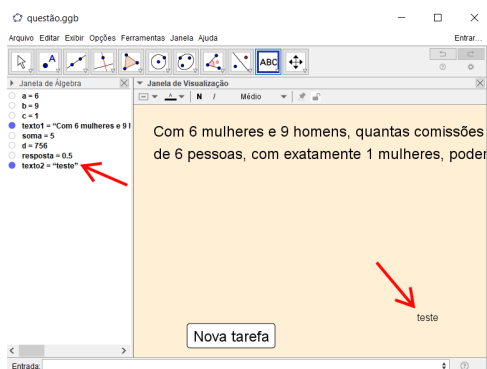 questão.ggb
Arquivo Editar Exibir Opções Ferramentas Janela Ajuda Entrar...
A ABC
Janela de Álgebra
Janela de Visualização
A N I Médio
a = 6
b = 9
c = 1
texto1 = "Com 6 mulheres e 9 h
soma = 5
d = 756
resposta = 0.5
texto2 = "teste"
Com 6 mulheres e 9 homens, quantas comissões
de 6 pessoas, com exatamente 1 mulheres, poder
teste
Nova tarefa
Entrada: